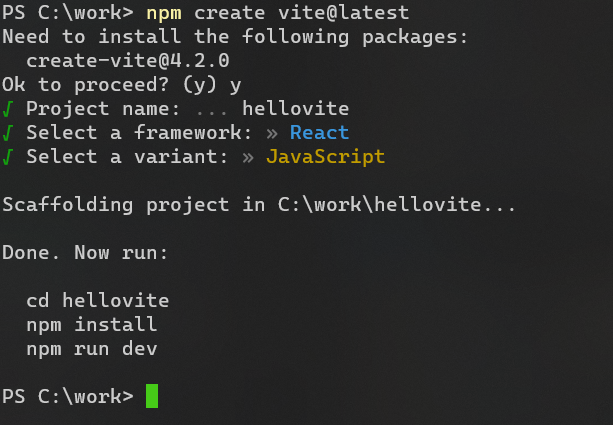 PS C:\work> npm create vite@latest
Need to install the following packages:
  create-vite@4.2.0
Ok to proceed? (y) y
√ Project name: ... hellovite
√ Select a framework: » React
√ Select a variant: » JavaScript

Scaffolding project in C:\work\hellovite...

Done. Now run:

  cd hellovite
  npm install
  npm run dev

PS C:\work>